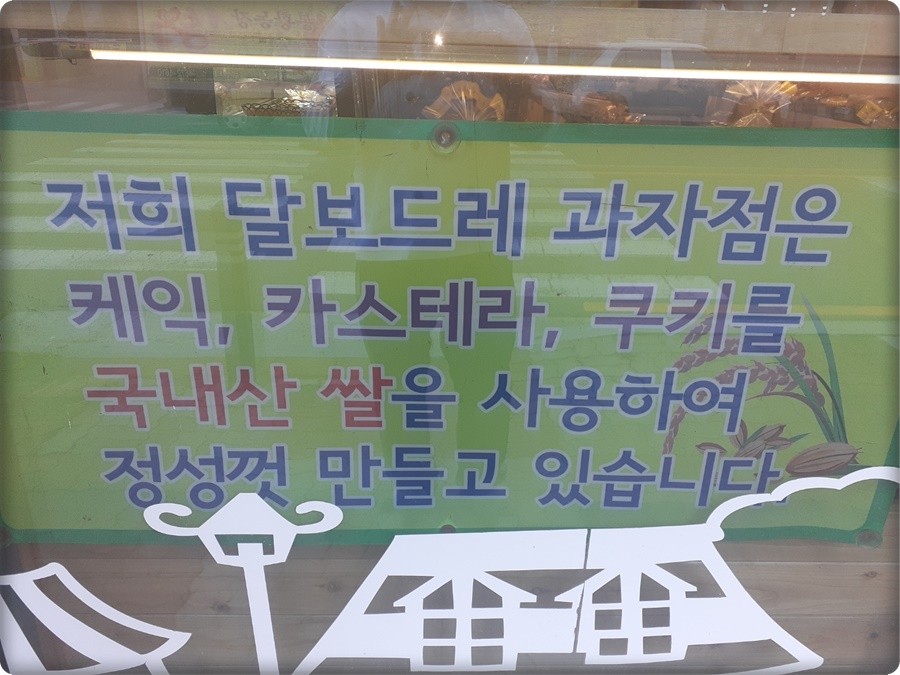 저희 달보드레 과자점은
케익, 카스테라, 쿠키를
국내산 쌀을 사용하여
정성껏 만들고 있습니다.